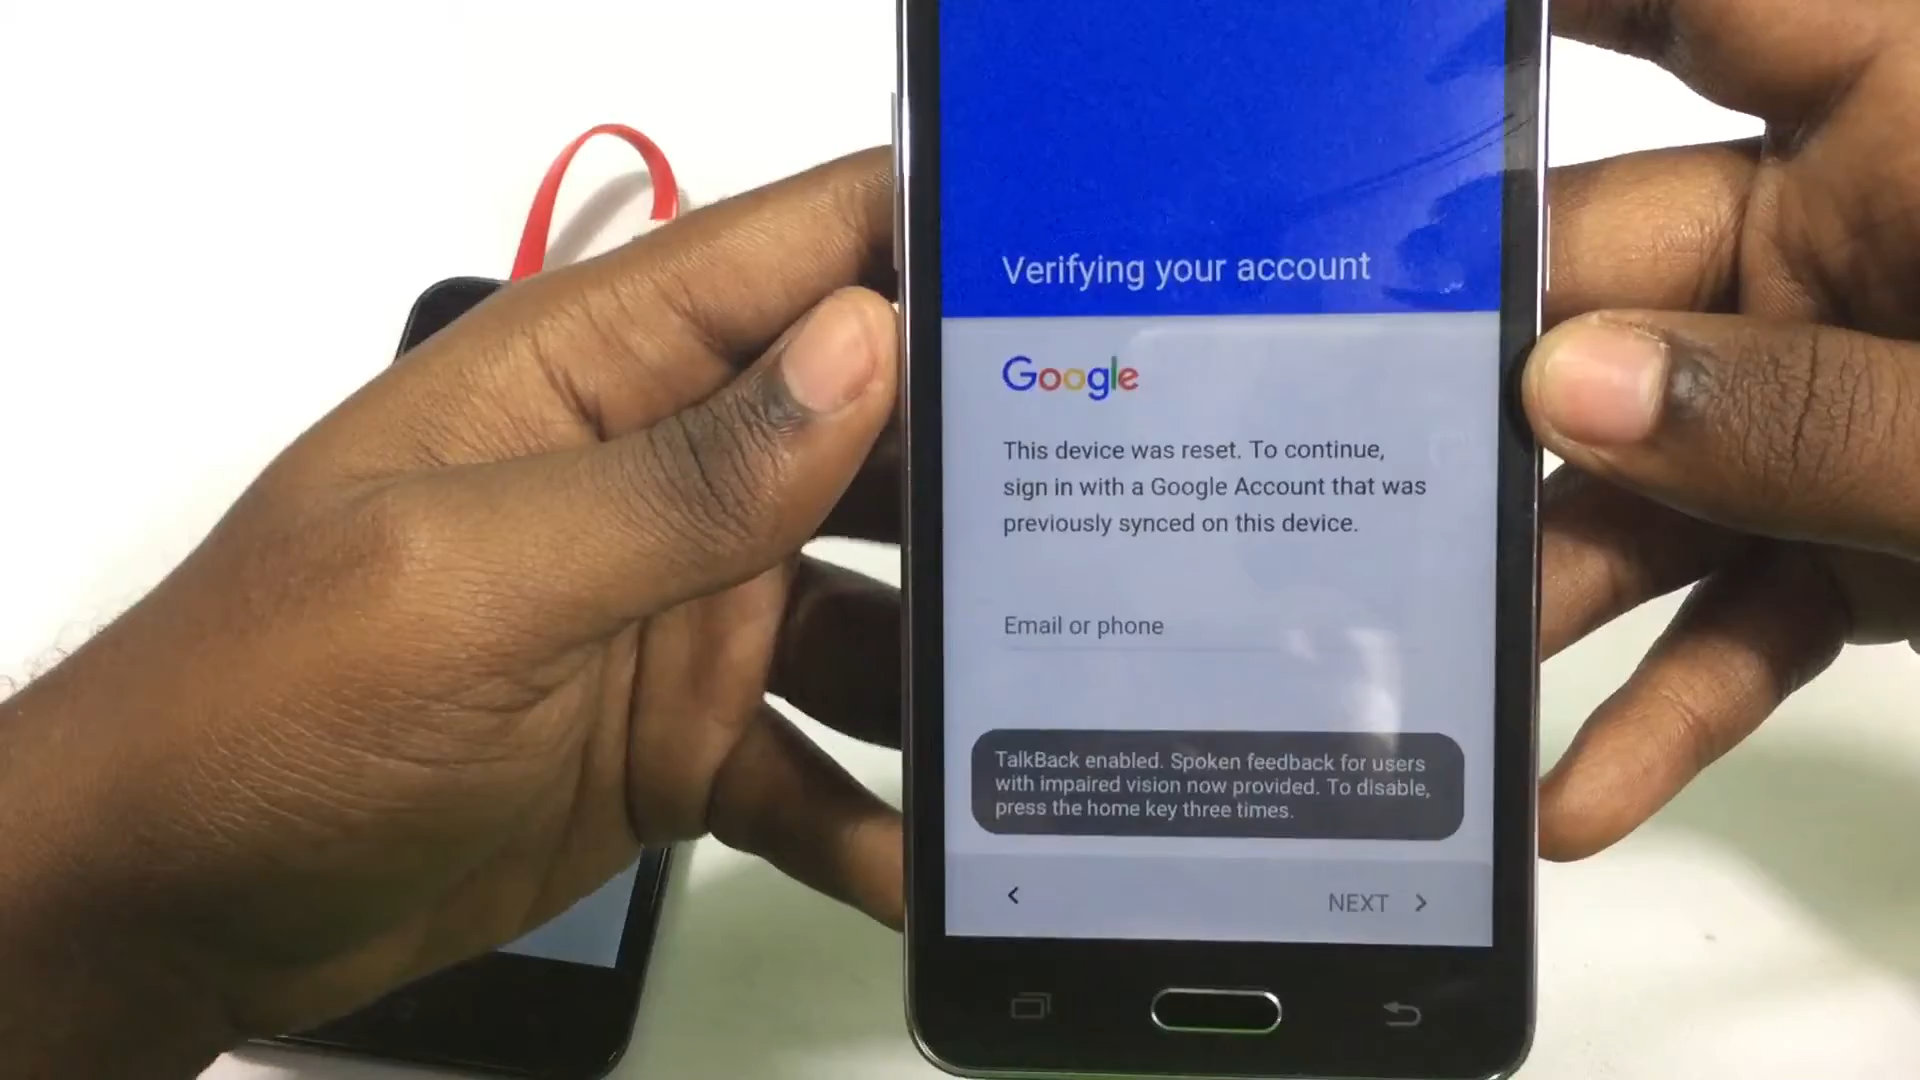 Verifying your account
Google
This device was reset. To continue,
sign in with a Google Account that was
previously synced on this device.
Email or phone
TalkBack enabled. Spoken feedback for users
with impaired vision now provided. To disable,
press the home key three times.
NEXT